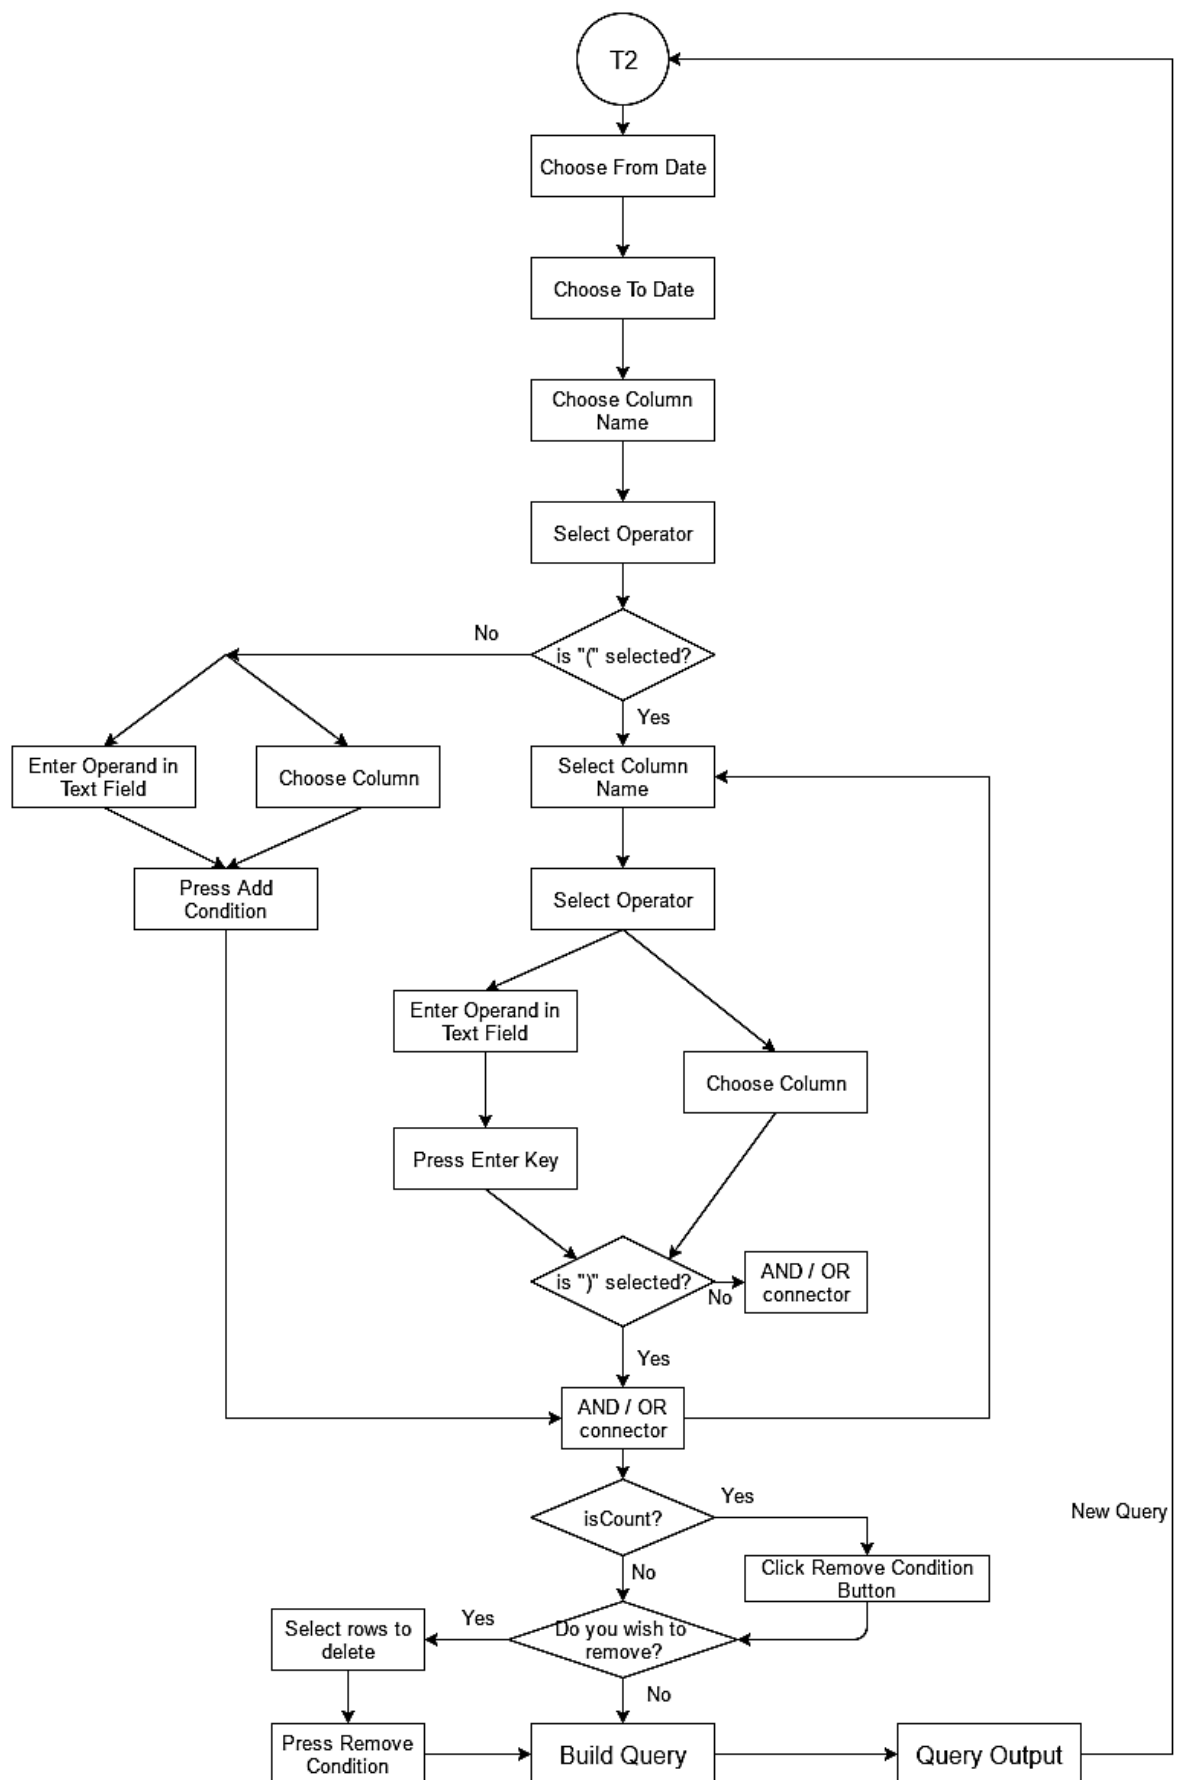 T2
Choose From Date
Choose To Date
Choose Column
Name
Select Operator
is "(" selected?
No
Yes
Enter Operand in
Text Field
Choose Column
Select Column
Name
Press Add
Condition
Select Operator
Enter Operand in
Text Field
Choose Column
Press Enter Key
is ")" selected?
No
AND / OR
connector
Yes
AND / OR
connector
isCount?
Yes
New Query
No
Click Remove Condition
Button
Do you wish to
remove?
Yes
Select rows to
delete
No
Press Remove
Condition
Build Query
Query Output